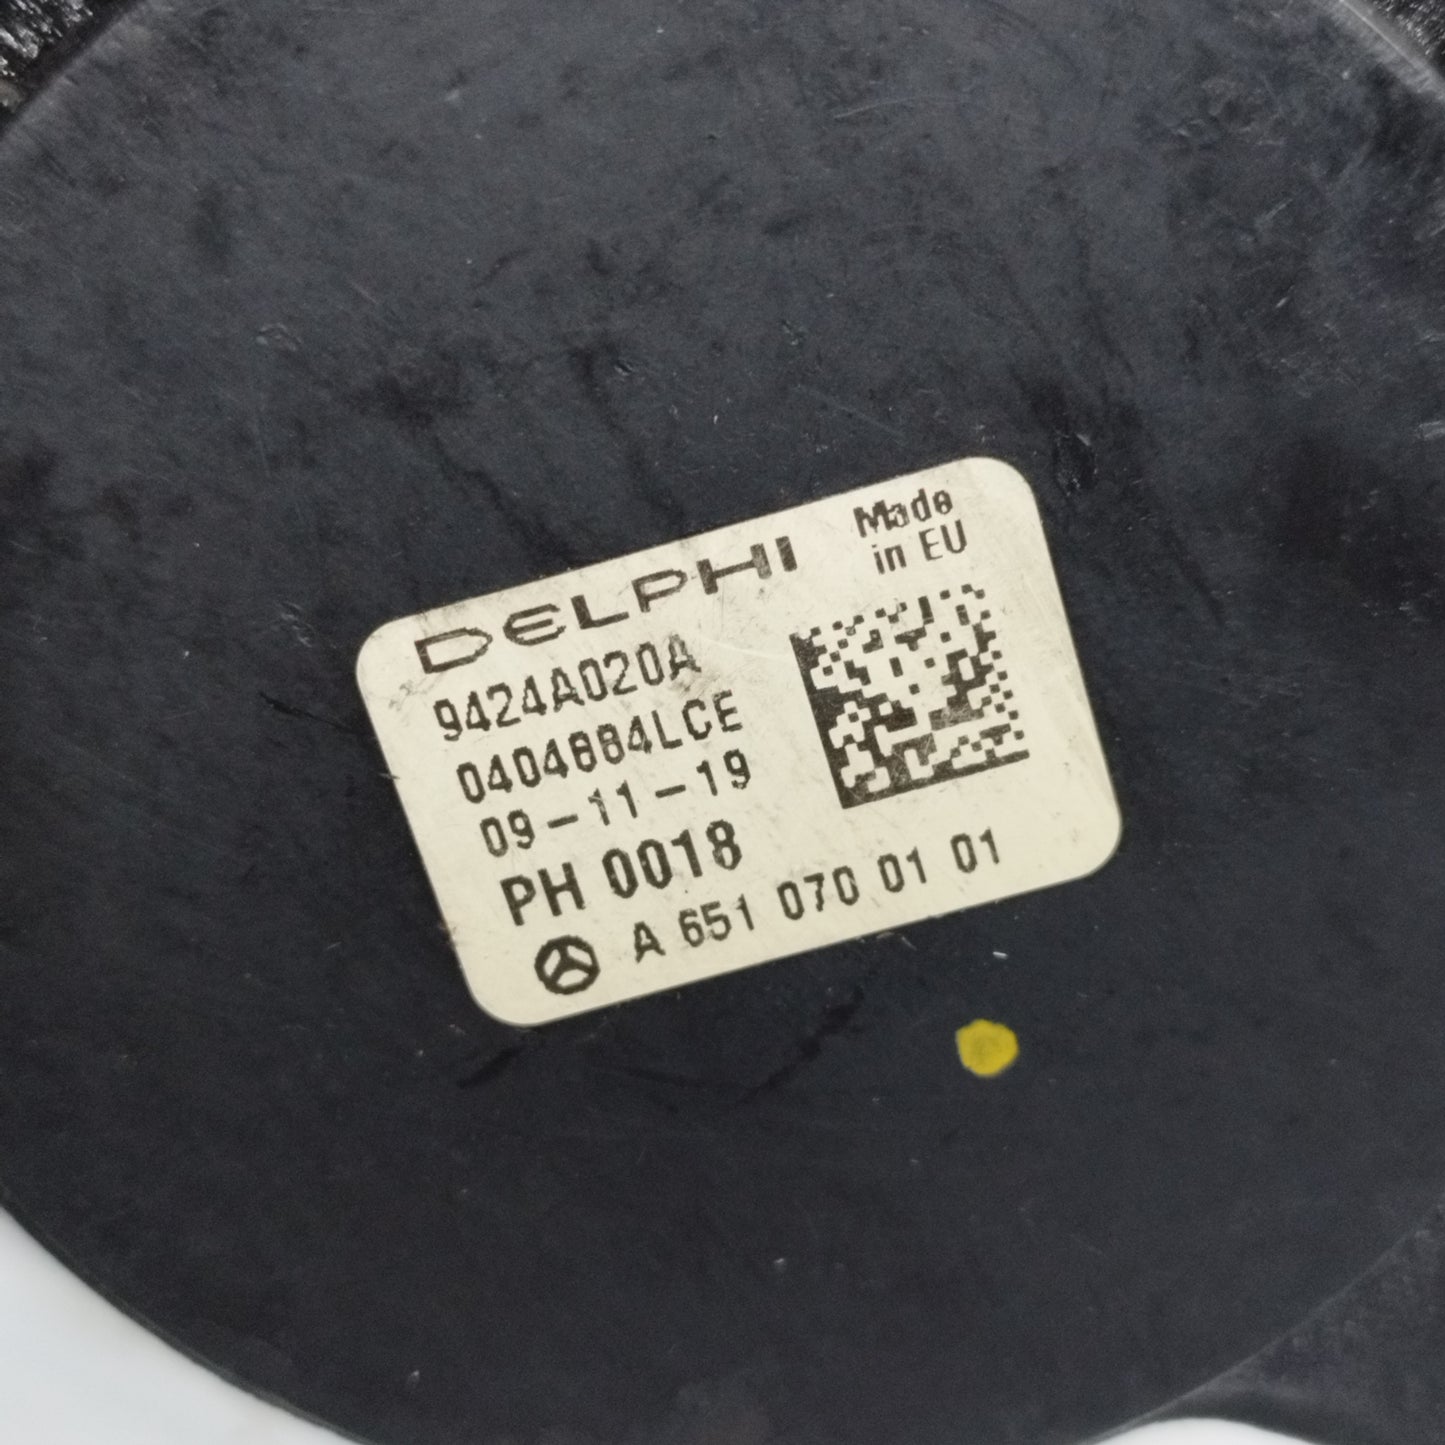 DELPHI
Made
in EU
9424A020A
0404884LCE
09-11-19
PH 0018
A 651 070 01 01